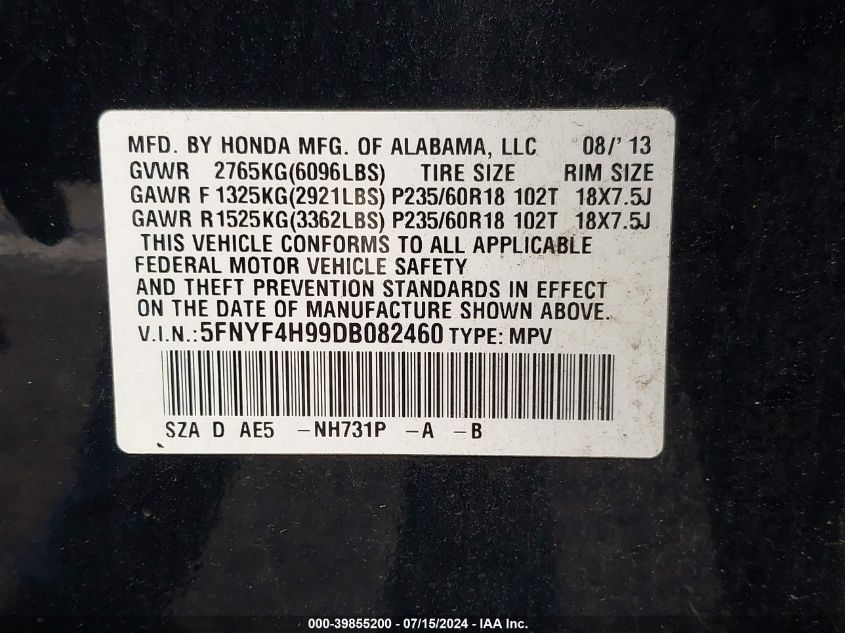 MFD. BY HONDA MFG. OF ALABAMA, LLC 08/'13
GVWR 2765KG(6096LBS) TIRE SIZE RIM SIZE
GAWR F 1325KG(2921LBS) P235/60R18 102T 18X7.5J
GAWR R1525KG(3362LBS) P235/60R18 102T 18X7.5J
THIS VEHICLE CONFORMS TO ALL APPLICABLE
FEDERAL MOTOR VEHICLE SAFETY
AND THEFT PREVENTION STANDARDS IN EFFECT
ON THE DATE OF MANUFACTURE SHOWN ABOVE.
V.I.N.:5FNYF4H99DB082460 TYPE: MPV
SZA D AE5 -NH731P -A -B
000-39855200 - 07/15/2024 - IAA Inc.